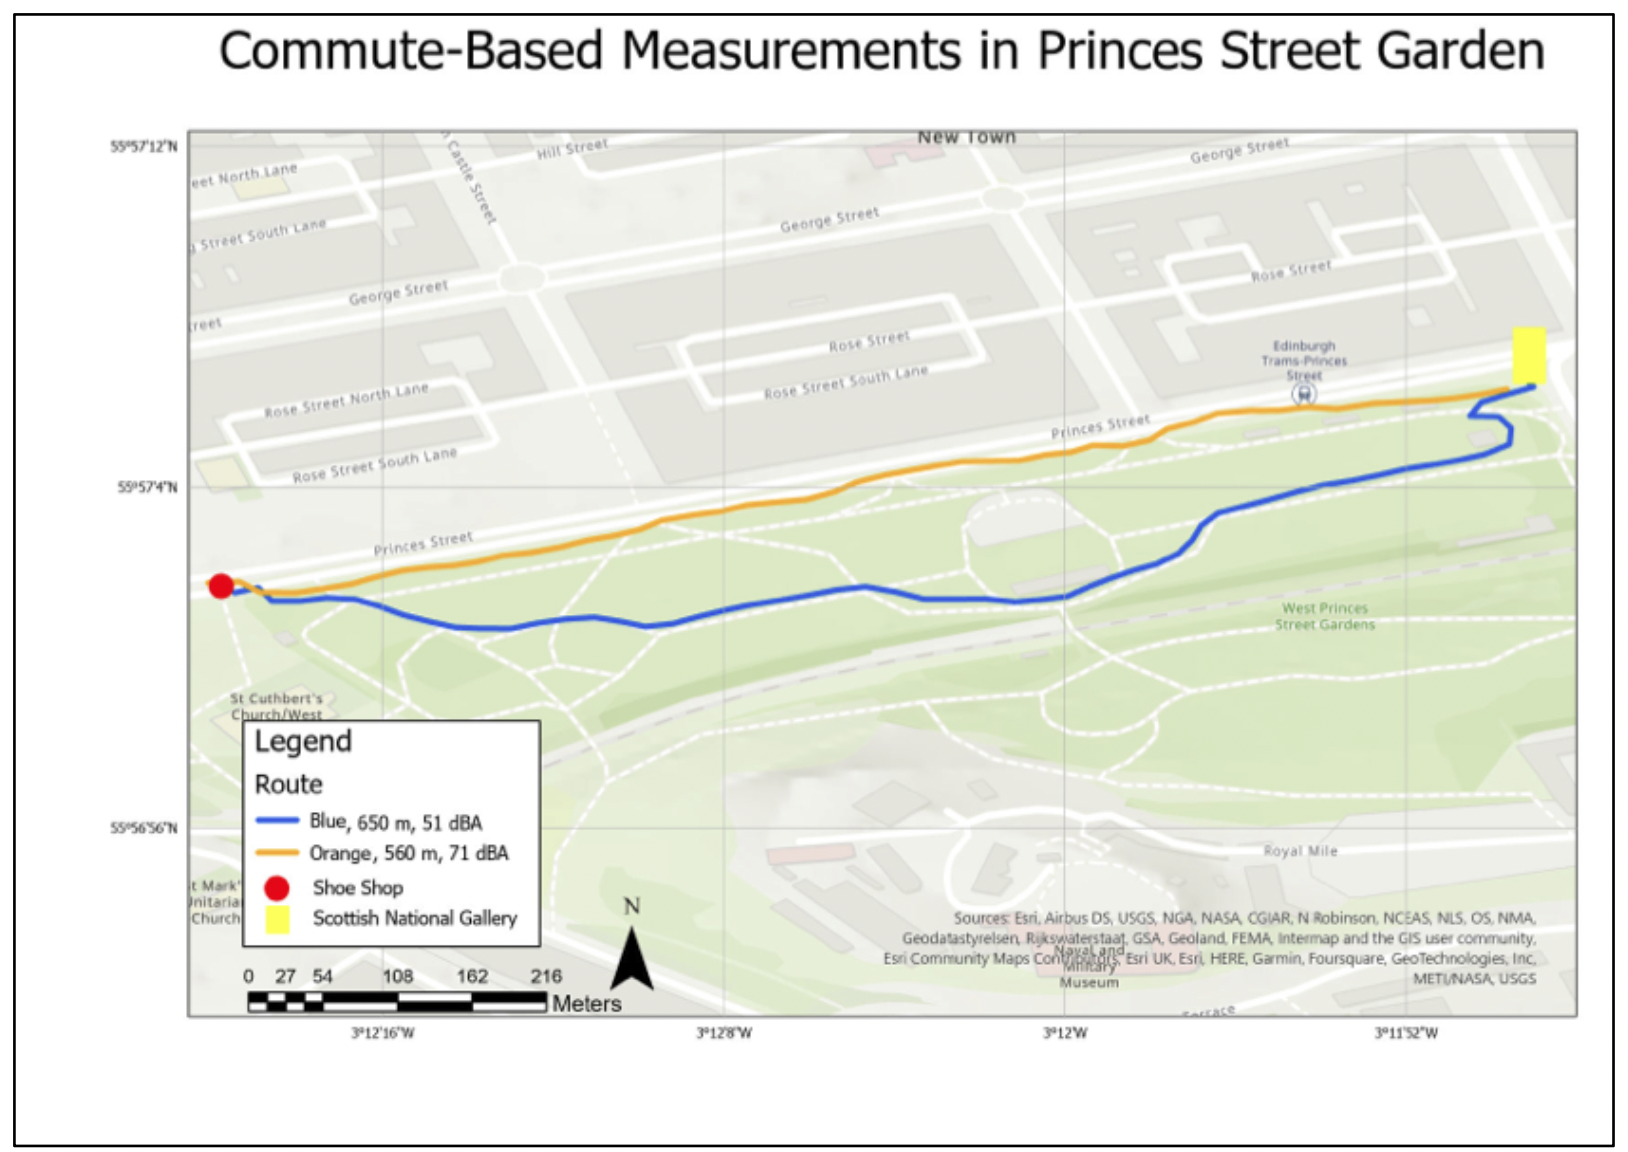 Commute-Based Measurements in Princes Street Garden
55°57'12"N
New Town
Hill Street
George Street
Castle Street
eet North Lane
George Street
Street South Lane
Rose Street
George Street
reet
Edinburgh
Trams-Princes
Street
Rose Street
Rose Street South Lane
Rose Street North Lane
Princes Street
Rose Street South Lane
55°57'4"N
Princes Street
West Princes
Street Gardens
St Cuthbert's
Church/West
Legend
Route
Blue, 650 m, 51 dBA
Orange, 560 m, 71 dBA
Shoe Shop
Scottish National Gallery
55°56'56"N
Royal Mile
t Mark'
Unitaria
Church
N
Sources: Esri, Airbus DS, USGS, NGA, NASA, CGIAR, N Robinson, NCEAS, NLS, OS, NMA,
Geodatastyrelsen, Rijkswaterstaat, GSA, Geoland, FEMA, Intermap and the GIS user community,
Esri Community Maps Contributors, Esri UK, Esri, HERE, Garmin, Foursquare, GeoTechnologies, Inc,
METI/NASA, USGS
Naval and
Military
Museum
0 27 54 108 162 216
Meters
Terrace
3°12'16"W 3°12'8"W 3°12'W 3°11'52"W